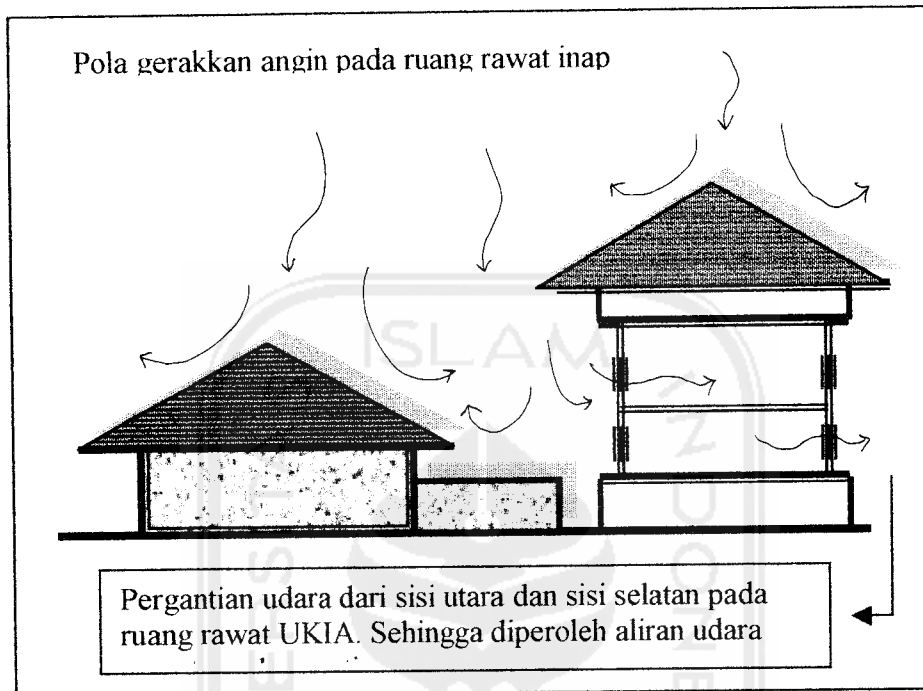 Pola gerakkan angin pada ruang rawat inap
ISLAM
Pergantian udara dari sisi utara dan sisi selatan pada
ruang rawat UKIA. Sehingga diperoleh aliran udara